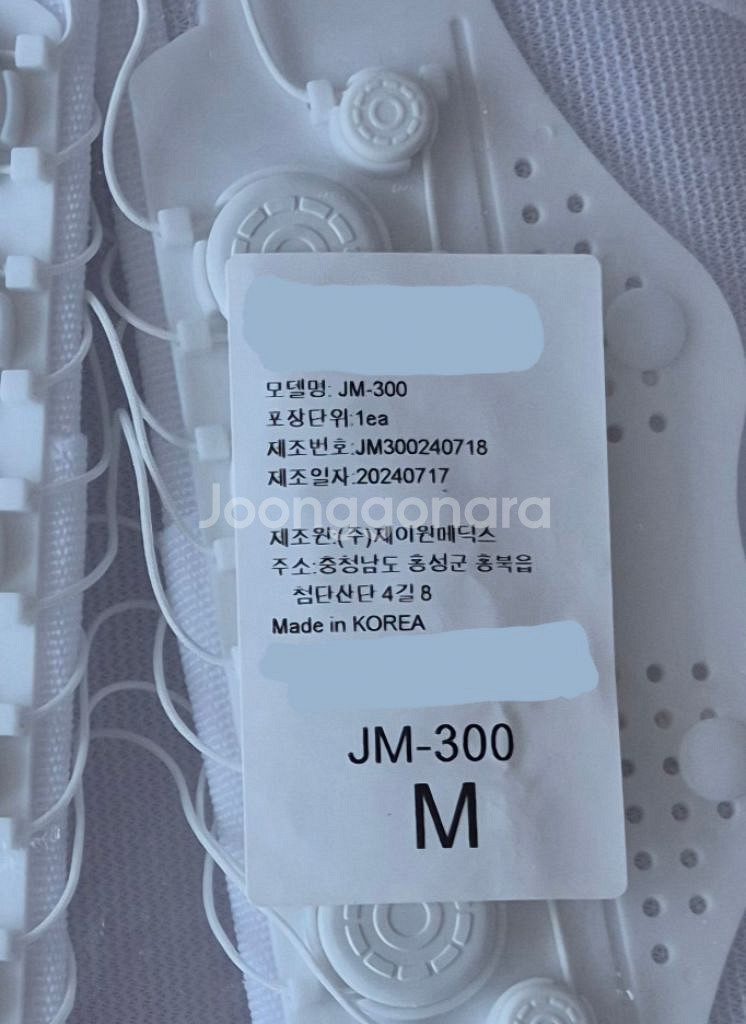 모델명: JM-300
포장단위:1ea
제조번호:JM300240718
제조일자:20240717
Joonggonara
제조원:(주)제이원메딕스
주소:충청남도 홍성군 홍북읍
첨단산단 4길 8
Made in KOREA
JM-300
M